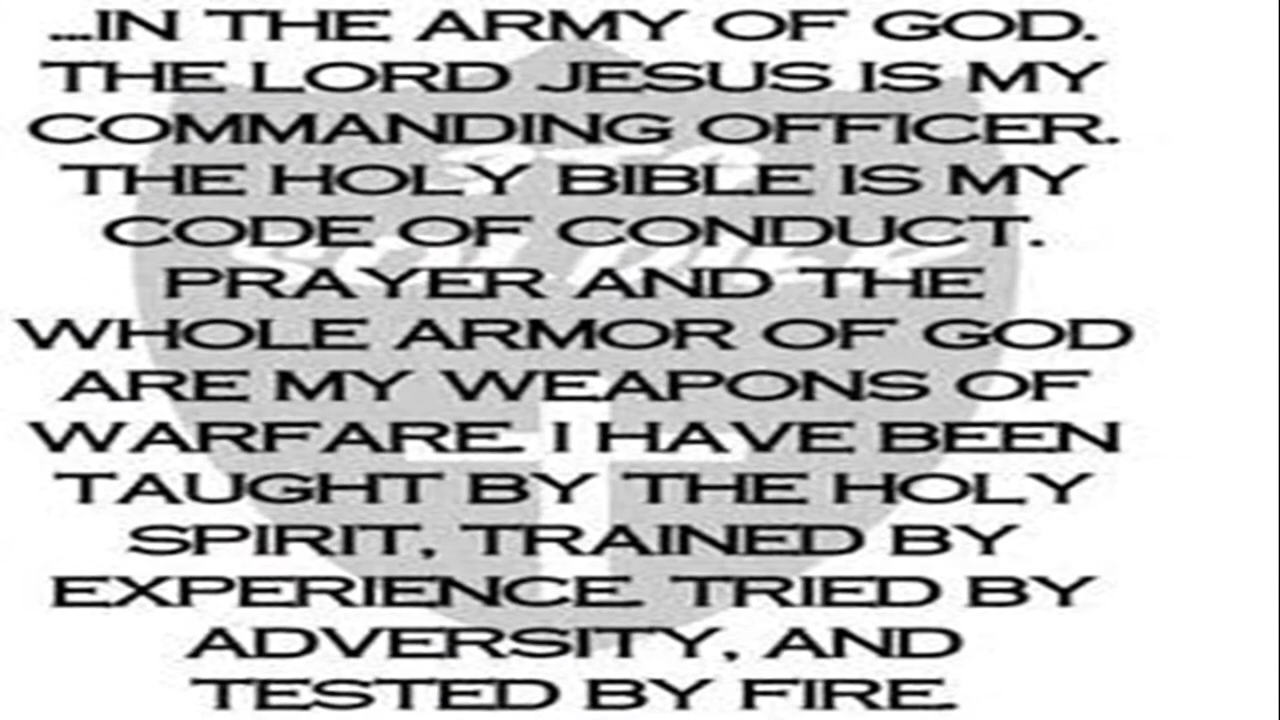 ...IN THE ARMY OF GOD.
THE LORD JESUS IS MY
COMMANDING OFFICER.
THE HOLY BIBLE IS MY
CODE OF CONDUCT.
PRAYER AND THE
WHOLE ARMOR OF GOD
ARE MY WEAPONS OF
WARFARE. I HAVE BEEN
TAUGHT BY THE HOLY
SPIRIT, TRAINED BY
EXPERIENCE. TRIED BY
ADVERSITY, AND
TESTED BY FIRE.